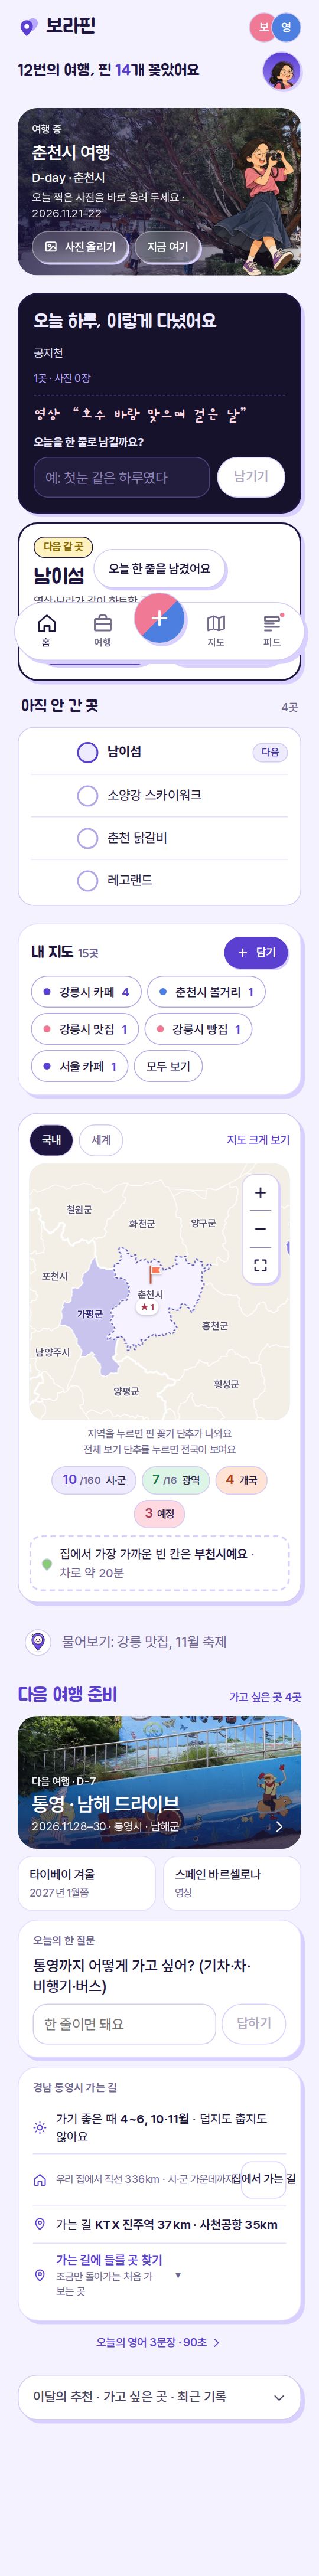 보라핀
보 영
12번의 여행, 핀 14개 꽂았어요
여행 중
춘천시 여행
D-day · 춘천시
오늘 찍은 사진을 바로 올려 두세요 ·
2026.11.21–22
사진 올리기
지금 여기
오늘 하루, 이렇게 다녔어요
공지천
1곳 · 사진 0장
영상 “호수 바람 맞으며 걸은 날”
오늘을 한 줄로 남길까요?
예: 첫눈 같은 하루였다
남기기
다음 갈 곳
남이섬
오늘 한 줄을 남겼어요
홈
여행
+
지도
피드
아직 안 간 곳
4곳
남이섬
다음
소양강 스카이워크
춘천 닭갈비
레고랜드
내 지도 15곳
+ 담기
강릉시 카페 4
춘천시 볼거리 1
강릉시 맛집 1
강릉시 빵집 1
서울 카페 1
모두 보기
국내
세계
지도 크게 보기
+
−
철원군
화천군
양구군
포천시
춘천시
★ 1
가평군
홍천군
남양주시
횡성군
양평군
지역을 누르면 핀 꽂기 단추가 나와요
전체 보기 단추를 누르면 전국이 보여요
10 /160 시·군
7 /16 광역
4 개국
3 예정
집에서 가장 가까운 빈 칸은 부천시예요 ·
차로 약 20분
물어보기: 강릉 맛집, 11월 축제
다음 여행 준비
가고 싶은 곳 4곳
다음 여행 · D-7
통영 · 남해 드라이브
2026.11.28–30 · 통영시 · 남해군
타이베이 겨울
2027년 1월쯤
스페인 바르셀로나
영상
오늘의 한 질문
통영까지 어떻게 가고 싶어? (기차·차·
비행기·버스)
한 줄이면 돼요
답하기
경남 통영시 가는 길
가기 좋은 때 4~6, 10·11월 · 덥지도 춥지도
않아요
우리 집에서 직선 336km · 시·군 가운데까지
집에서 가는 길
가는 길 KTX 진주역 37km · 사천공항 35km
가는 길에 들를 곳 찾기
조금만 돌아가는 처음 가
보는 곳
▼
오늘의 영어 3문장 · 90초
이달의 추천 · 가고 싶은 곳 · 최근 기록